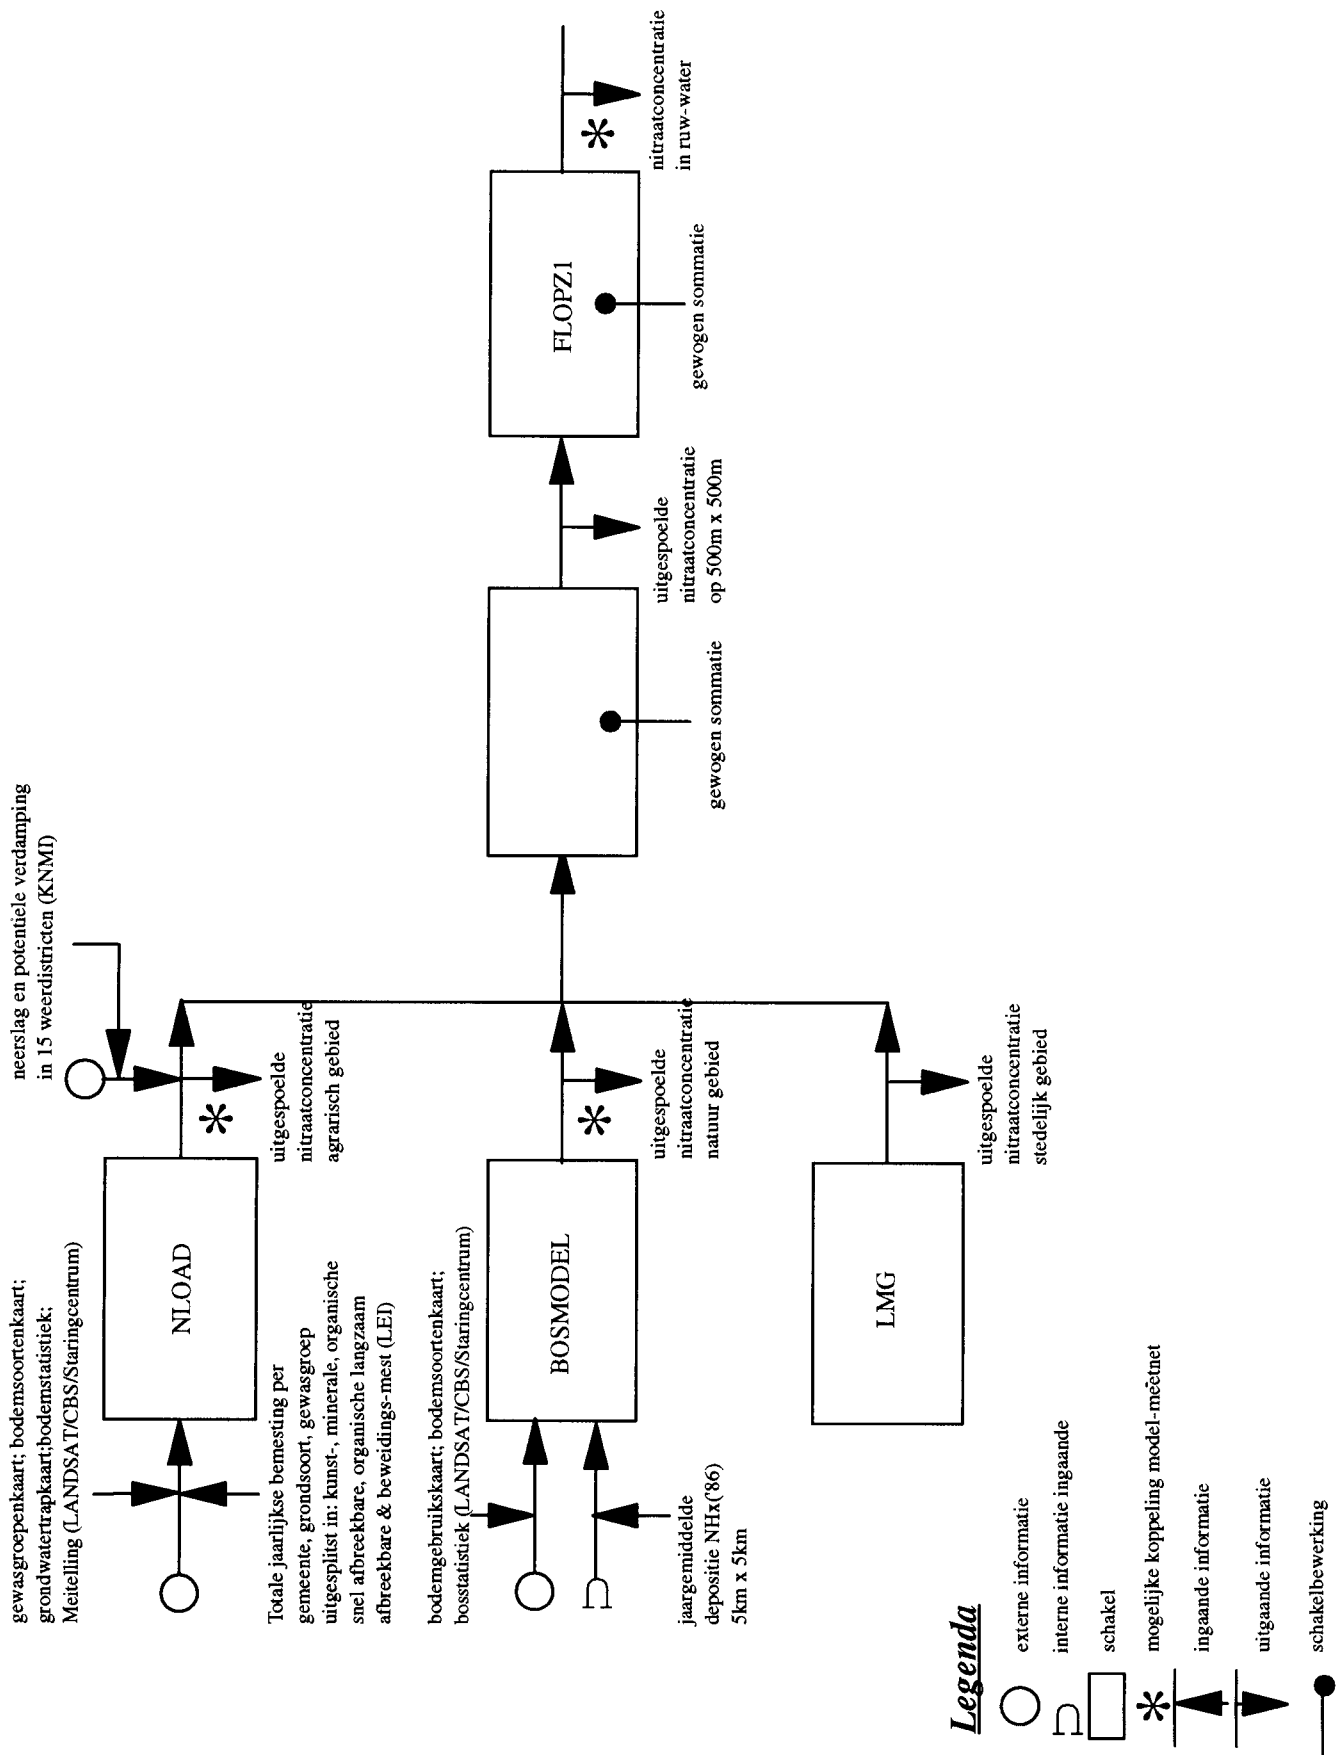 gewasgroepenkaart; bodemsoortenkaart;
grondwatertrapkaart;bodemstatistiek;
Meitelling (LANDSAT/CBS/Staringcentrum)
NLOAD
Totale jaarlijkse bemesting per
gemeente, grondsoort, gewasgroep
uitgesplitst in: kunst-, minerale, organische
snel afbreekbare, organische langzaam
afbreekbare & beweidings-mest (LEI)
neerslag en potentiele verdamping
in 15 weerdistricten (KNMI)
*
uitgespoelde
nitraatconcentratie
agrarisch gebied
bodemgebruikskaart; bodemsoortenkaart;
bosstatistiek (LANDSAT/CBS/Staringcentrum)
BOSMODEL
jaargemiddelde
depositie NHx('86)
5km x 5km
*
uitgespoelde
nitraatconcentratie
natuur gebied
LMG
uitgespoelde
nitraatconcentratie
stedelijk gebied
gewogen sommatie
uitgespoelde
nitraatconcentratie
op 500m x 500m
FLOPZ1
gewogen sommatie
*
nitraatconcentratie
in ruw-water
Legenda
externe informatie
interne informatie ingaande
schakel
* mogelijke koppeling model-meetnet
ingaande informatie
uitgaande informatie
schakelbewerking